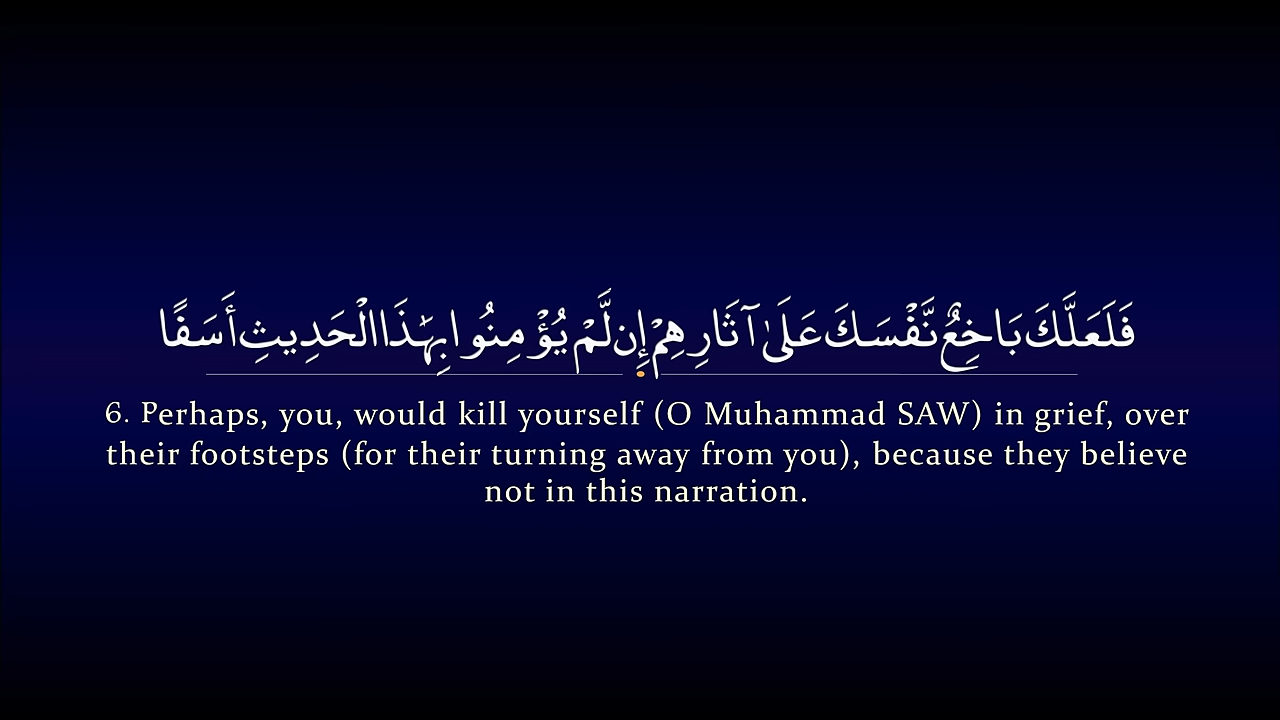 فَلَعَلَّكَ بَاخِعٌ نَّفْسَكَ عَلَىٰ آثَارِهِمْ إِن لَّمْ يُؤْمِنُوا بِهَٰذَا الْحَدِيثِ أَسَفًا
6. Perhaps, you, would kill yourself (O Muhammad SAW) in grief, over
their footsteps (for their turning away from you), because they believe
not in this narration.